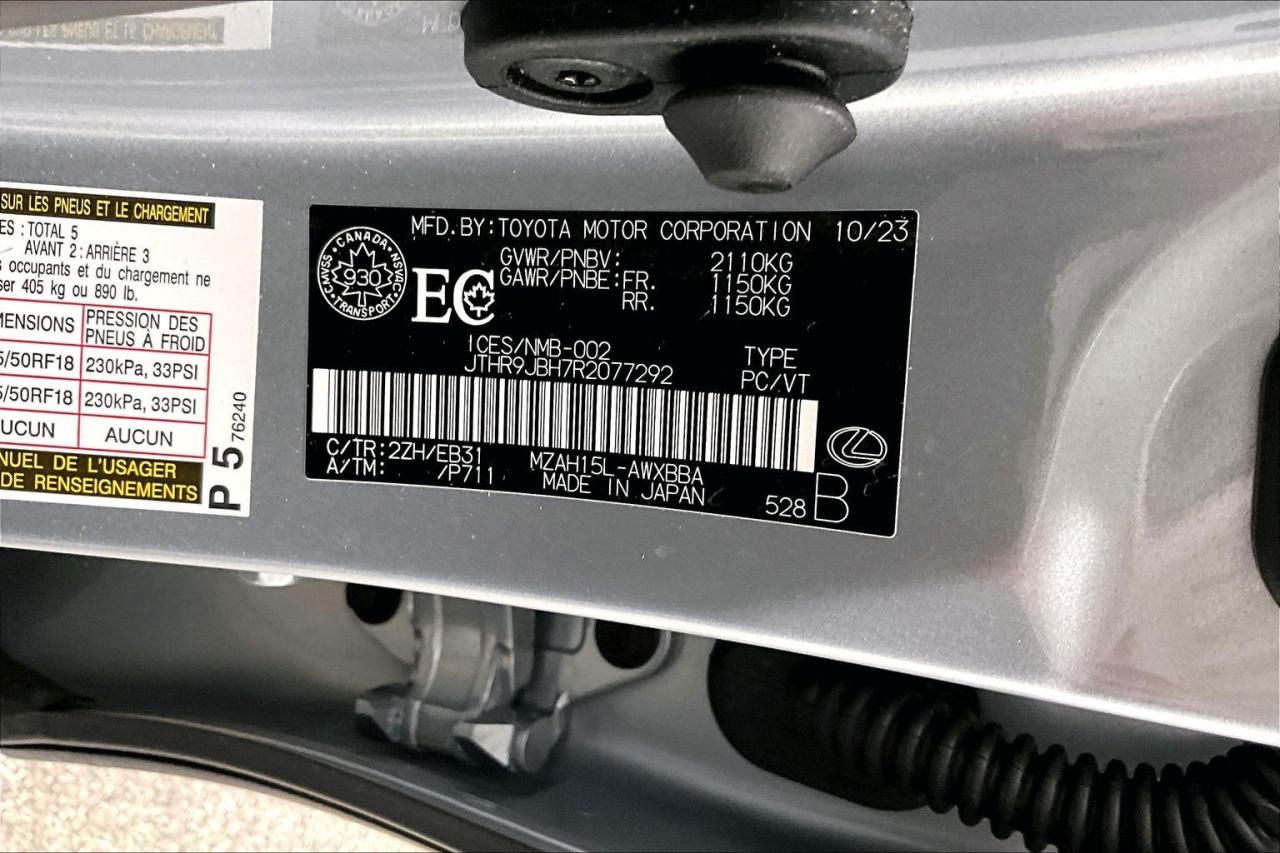 SUR LES PNEUS ET LE CHARGEMENT
ES : TOTAL 5
AVANT 2 : ARRIÈRE 3
occupants et du chargement ne
ser 405 kg ou 890 lb.
MENSIONS PRESSION DES PNEUS À FROID
5/50RF18 230kPa, 33PSI
5/50RF18 230kPa, 33PSI
AUCUN AUCUN
NUEL DE L'USAGER
DE RENSEIGNEMENTS
P 5 76240
MFD.BY:TOYOTA MOTOR CORPORATION 10/23
GVWR/PNBV: 2110KG
GAWR/PNBE:FR. 1150KG
RR. 1150KG
CANADA
CMVSS NSVAC
930
TRANSPORT
EC
ICES/NMB-002
JTHR9JBH7R2077292
TYPE
PC/VT
C/TR:2ZH/EB31
A/TM: /P711
MZAH15L-AWXBBA
MADE IN JAPAN
528 B